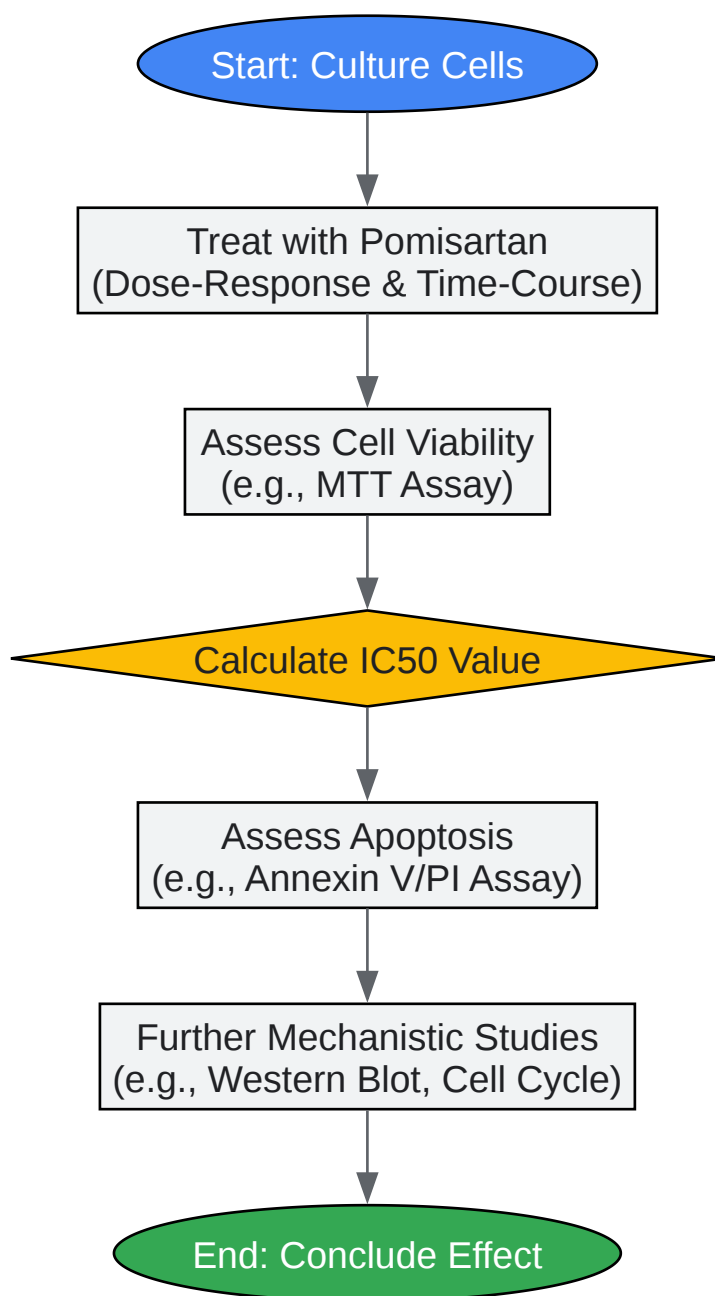 Start: Culture Cells
Treat with Pomisartan
(Dose-Response & Time-Course)
Assess Cell Viability
(e.g., MTT Assay)
Calculate IC50 Value
Assess Apoptosis
(e.g., Annexin V/PI Assay)
Further Mechanistic Studies
(e.g., Western Blot, Cell Cycle)
End: Conclude Effect